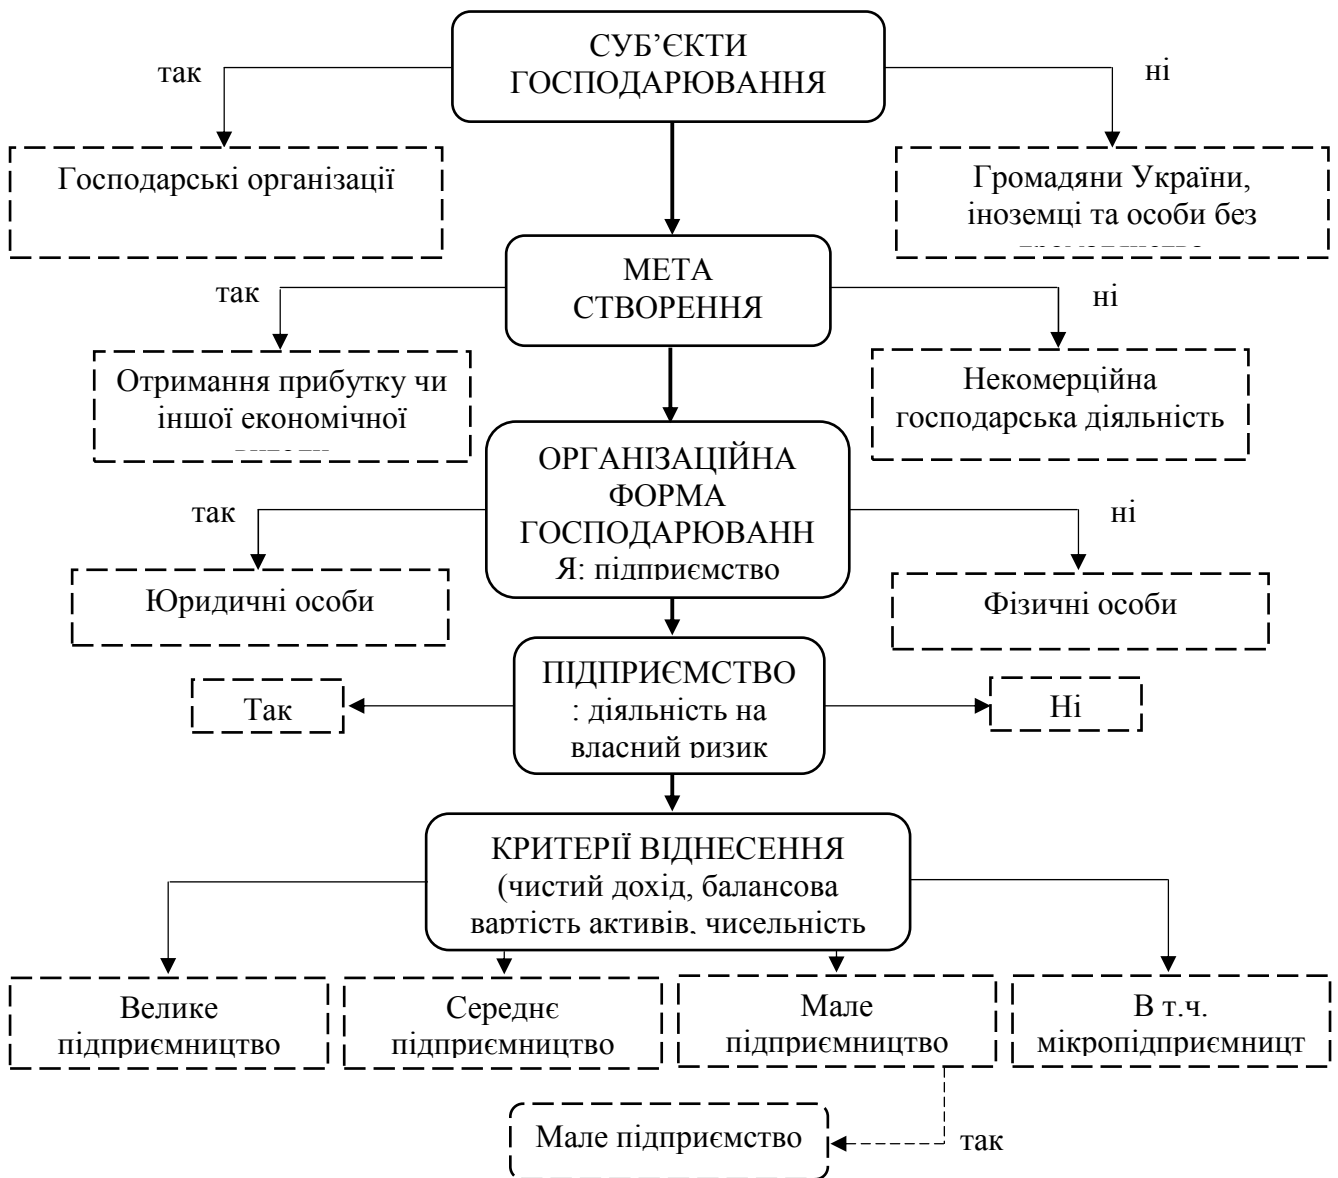 СУБ’ЄКТИ
ГОСПОДАРЮВАННЯ
так
ні
Господарські організації
Громадяни України,
іноземці та особи без
МЕТА
СТВОРЕННЯ
так
ні
Отримання прибутку чи
іншої економічної
Некомерційна
господарська діяльність
ОРГАНІЗАЦІЙНА
ФОРМА
ГОСПОДАРЮВАНН
Я: підприємство
так
ні
Юридичні особи
Фізичні особи
ПІДПРИЄМСТВО
: діяльність на
власний ризик
Так
Ні
КРИТЕРІЇ ВІДНЕСЕННЯ
(чистий дохід, балансова
вартість активів, чисельність
Велике
підприємництво
Середнє
підприємництво
Мале
підприємництво
В т.ч.
мікропідприємницт
Мале підприємство
так